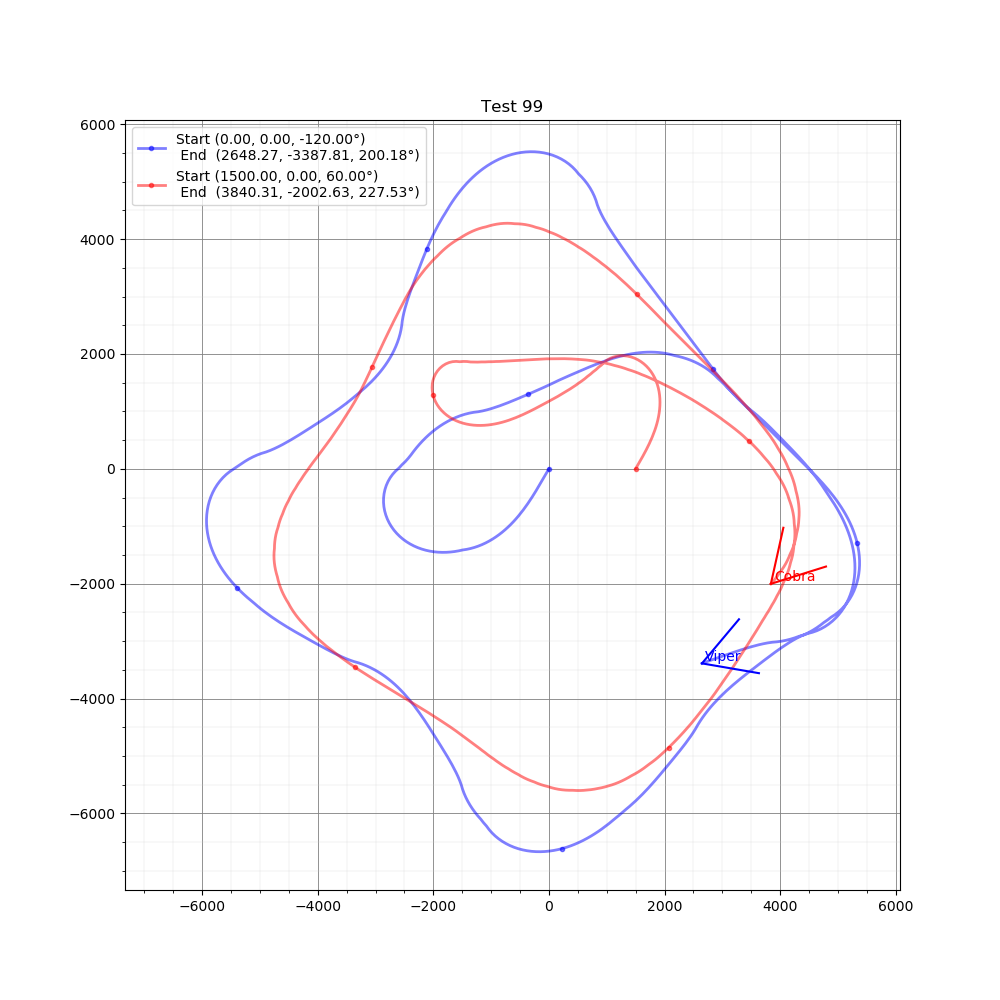 Test 99
Start (0.00, 0.00, -120.00°)
End  (2648.27, -3387.81, 200.18°)
Start (1500.00, 0.00, 60.00°)
End  (3840.31, -2002.63, 227.53°)
6000
4000
2000
0
−2000
−4000
−6000
Cobra
Viper
−6000 −4000 −2000 0 2000 4000 6000